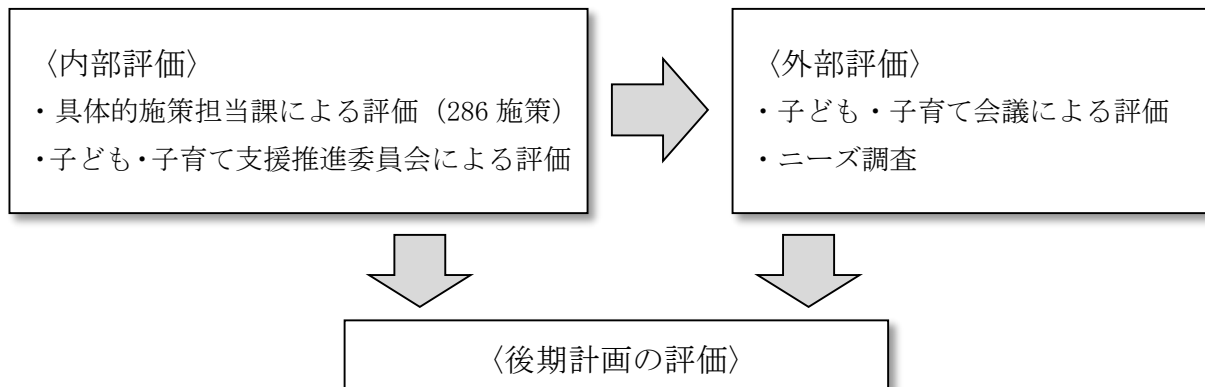 〈内部評価〉
・具体的施策担当課による評価（286 施策）
・子ども・子育て支援推進委員会による評価
〈外部評価〉
・子ども・子育て会議による評価
・ニーズ調査
〈後期計画の評価〉